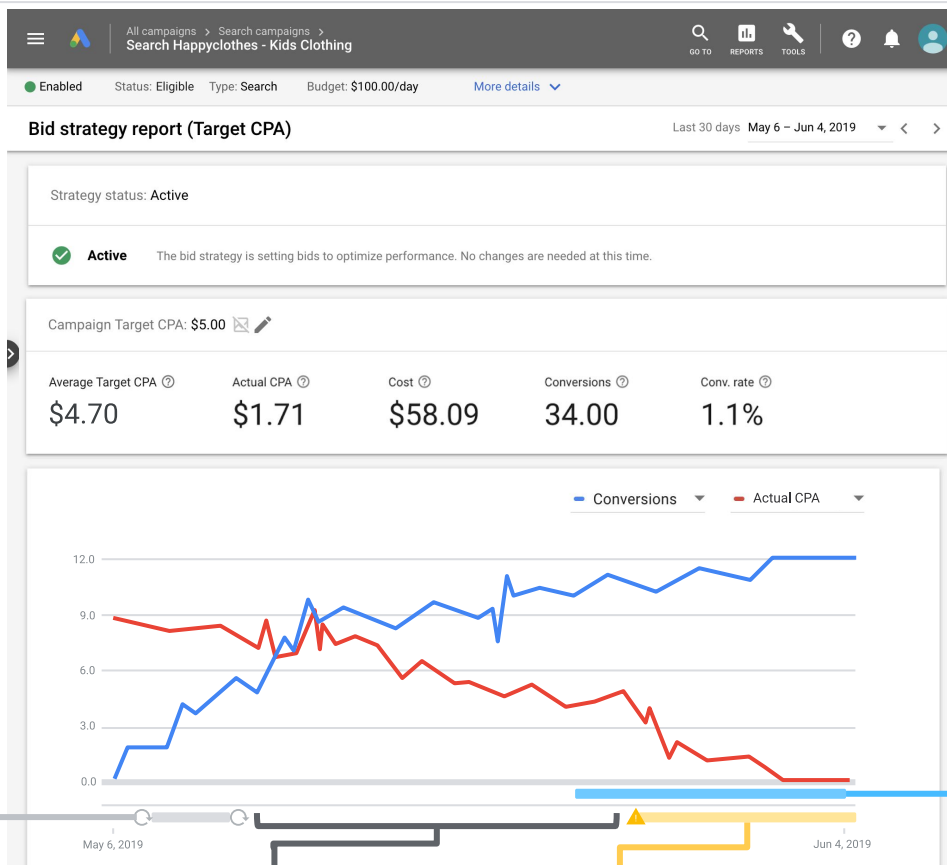 All campaigns > Search campaigns >
Search Happyclothes - Kids Clothing
GO TO
REPORTS
TOOLS
Enabled Status: Eligible Type: Search Budget: $100.00/day More details
Bid strategy report (Target CPA)
Last 30 days May 6 – Jun 4, 2019
Strategy status: Active
Active The bid strategy is setting bids to optimize performance. No changes are needed at this time.
Campaign Target CPA: $5.00
Average Target CPA Actual CPA Cost Conversions Conv. rate
$4.70 $1.71 $58.09 34.00 1.1%
Conversions Actual CPA
12.0
9.0
6.0
3.0
0.0
May 6, 2019 Jun 4, 2019